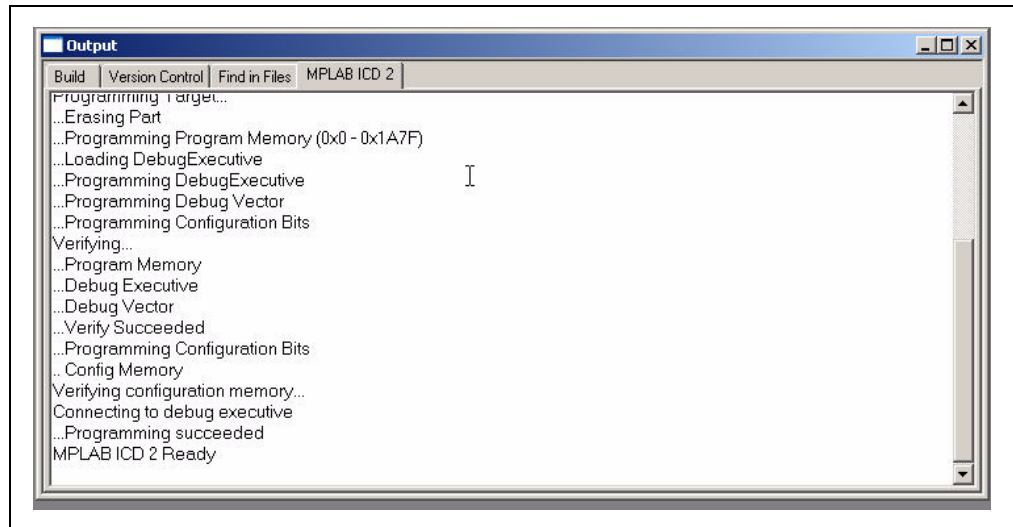 Output
Build Version Control Find in Files MPLAB ICD 2
Programming Target...
...Erasing Part
...Programming Program Memory (0x0 - 0x1A7F)
...Loading DebugExecutive
...Programming DebugExecutive
...Programming Debug Vector
...Programming Configuration Bits
Verifying...
...Program Memory
...Debug Executive
...Debug Vector
...Verify Succeeded
...Programming Configuration Bits
.. Config Memory
Verifying configuration memory...
Connecting to debug executive
...Programming succeeded
MPLAB ICD 2 Ready